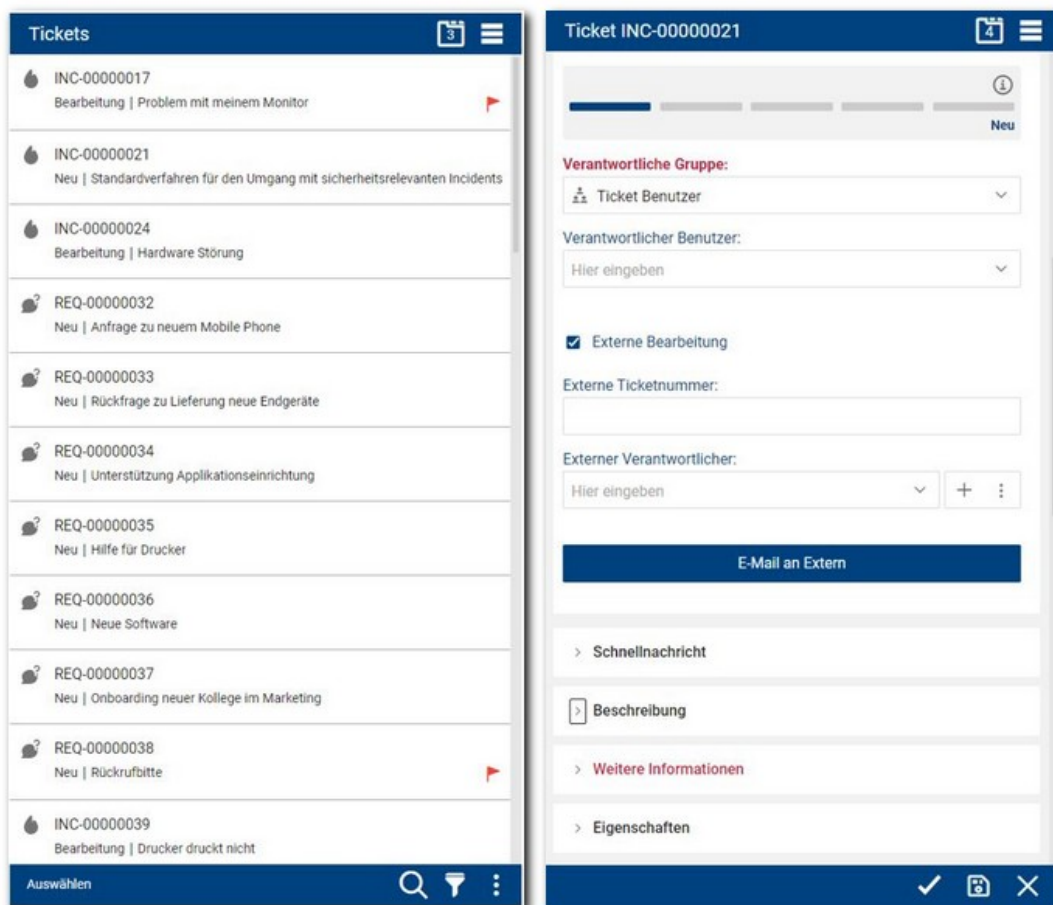 Tickets
3
INC-00000017
Bearbeitung | Problem mit meinem Monitor
INC-00000021
Neu | Standardverfahren für den Umgang mit sicherheitsrelevanten Incidents
INC-00000024
Bearbeitung | Hardware Störung
REQ-00000032
Neu | Anfrage zu neuem Mobile Phone
REQ-00000033
Neu | Rückfrage zu Lieferung neue Endgeräte
REQ-00000034
Neu | Unterstützung Applikationseinrichtung
REQ-00000035
Neu | Hilfe für Drucker
REQ-00000036
Neu | Neue Software
REQ-00000037
Neu | Onboarding neuer Kollege im Marketing
REQ-00000038
Neu | Rückrufbitte
INC-00000039
Bearbeitung | Drucker druckt nicht
Auswählen
Ticket INC-00000021
4
Neu
Verantwortliche Gruppe:
Ticket Benutzer
Verantwortlicher Benutzer:
Hier eingeben
Externe Bearbeitung
Externe Ticketnummer:
Externer Verantwortlicher:
Hier eingeben
E-Mail an Extern
Schnellnachricht
Beschreibung
Weitere Informationen
Eigenschaften